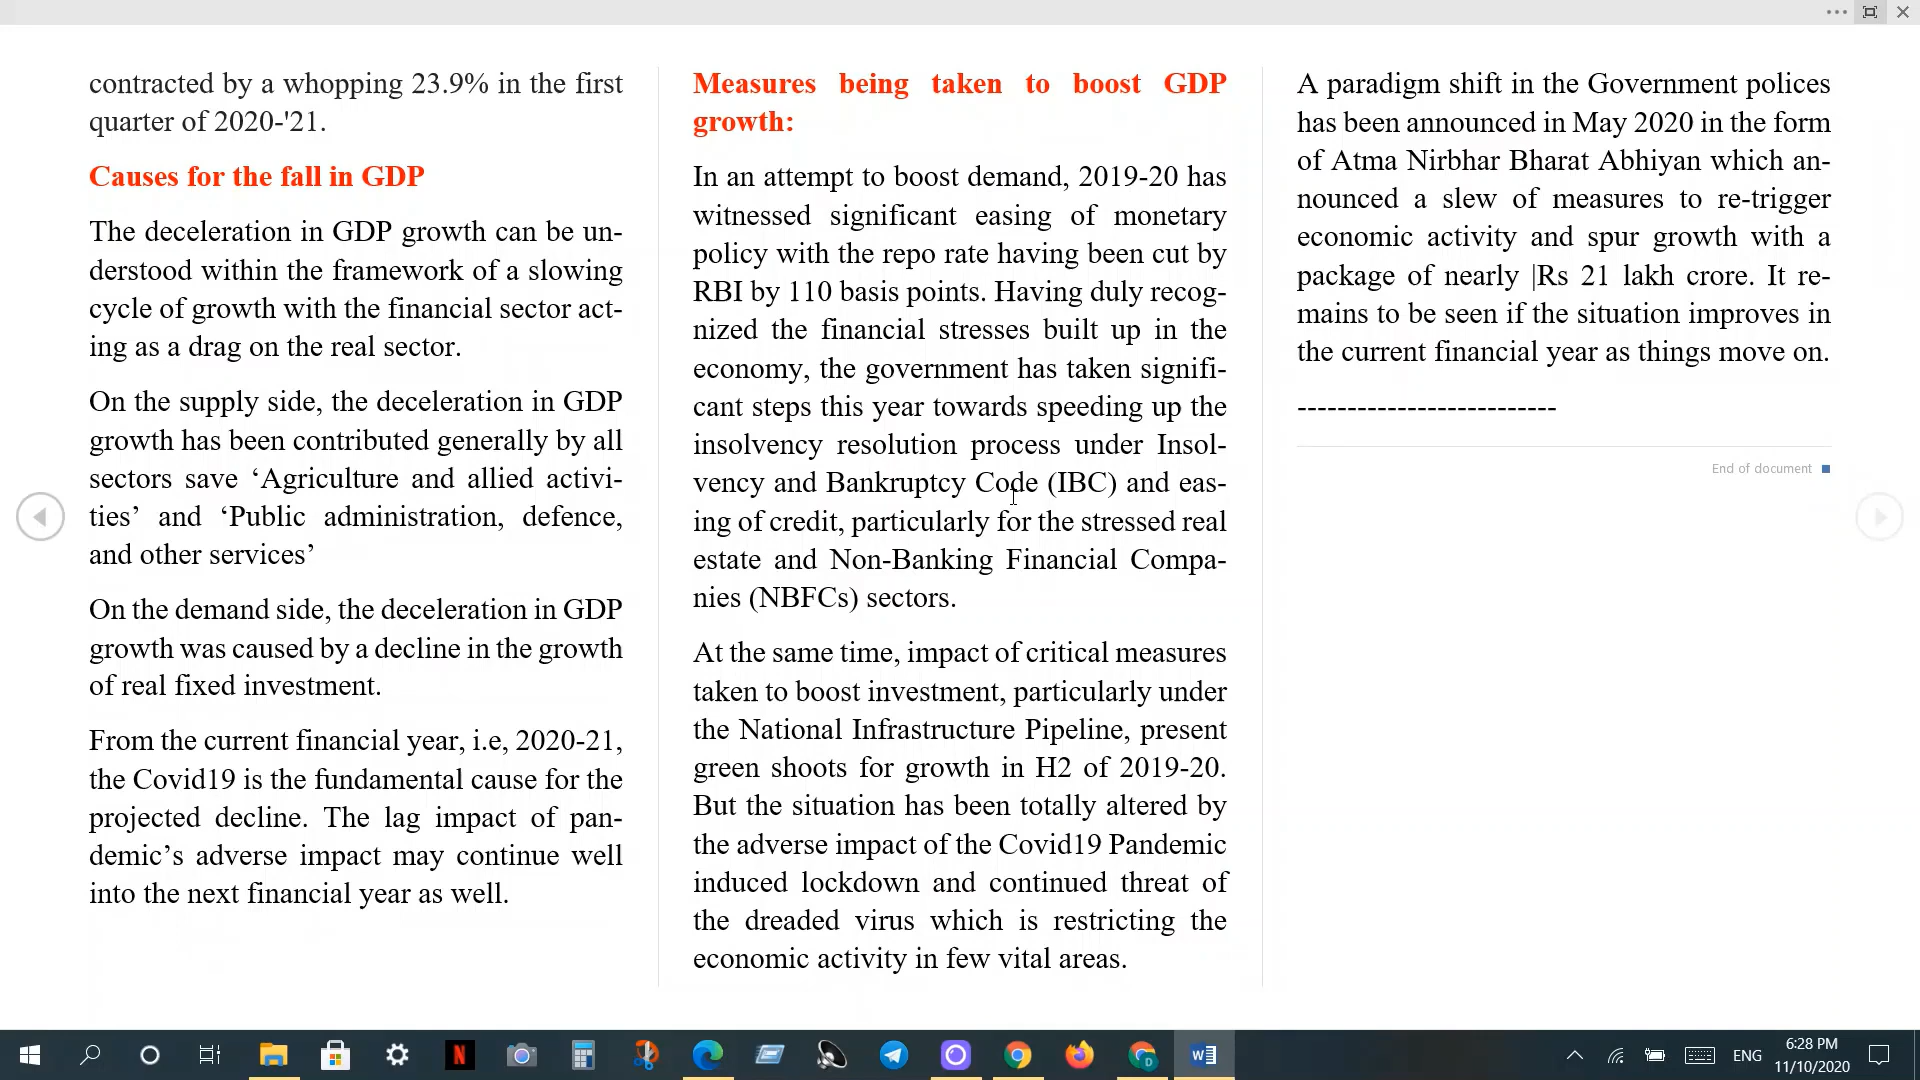 contracted by a whopping 23.9% in the first
quarter of 2020-'21.
Causes for the fall in GDP
The deceleration in GDP growth can be un-
derstood within the framework of a slowing
cycle of growth with the financial sector act-
ing as a drag on the real sector.
On the supply side, the deceleration in GDP
growth has been contributed generally by all
sectors save ‘Agriculture and allied activi-
ties’ and ‘Public administration, defence,
and other services’
On the demand side, the deceleration in GDP
growth was caused by a decline in the growth
of real fixed investment.
From the current financial year, i.e, 2020-21,
the Covid19 is the fundamental cause for the
projected decline. The lag impact of pan-
demic’s adverse impact may continue well
into the next financial year as well.
Measures being taken to boost GDP
growth:
In an attempt to boost demand, 2019-20 has
witnessed significant easing of monetary
policy with the repo rate having been cut by
RBI by 110 basis points. Having duly recog-
nized the financial stresses built up in the
economy, the government has taken signifi-
cant steps this year towards speeding up the
insolvency resolution process under Insol-
vency and Bankruptcy Code (IBC) and eas-
ing of credit, particularly for the stressed real
estate and Non-Banking Financial Compa-
nies (NBFCs) sectors.
At the same time, impact of critical measures
taken to boost investment, particularly under
the National Infrastructure Pipeline, present
green shoots for growth in H2 of 2019-20.
But the situation has been totally altered by
the adverse impact of the Covid19 Pandemic
induced lockdown and continued threat of
the dreaded virus which is restricting the
economic activity in few vital areas.
A paradigm shift in the Government polices
has been announced in May 2020 in the form
of Atma Nirbhar Bharat Abhiyan which an-
nounced a slew of measures to re-trigger
economic activity and spur growth with a
package of nearly |Rs 21 lakh crore. It re-
mains to be seen if the situation improves in
the current financial year as things move on.
--------------------------
End of document
ENG
6:28 PM
11/10/2020